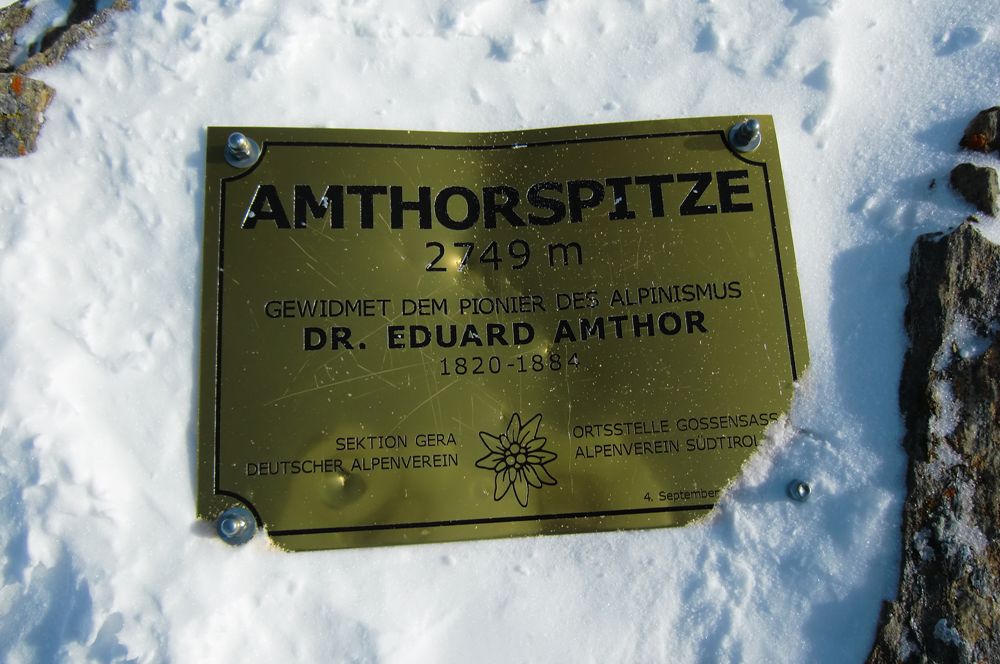 AMTHORSPITZE
2749 m
GEWIDMET DEM PIONIER DES ALPINISMUS
DR. EDUARD AMTHOR
1820-1884
SEKTION GERA
DEUTSCHER ALPENVEREIN
ORTSSTELLE GOSSENSASS
ALPENVEREIN SÜDTIROL
4. September